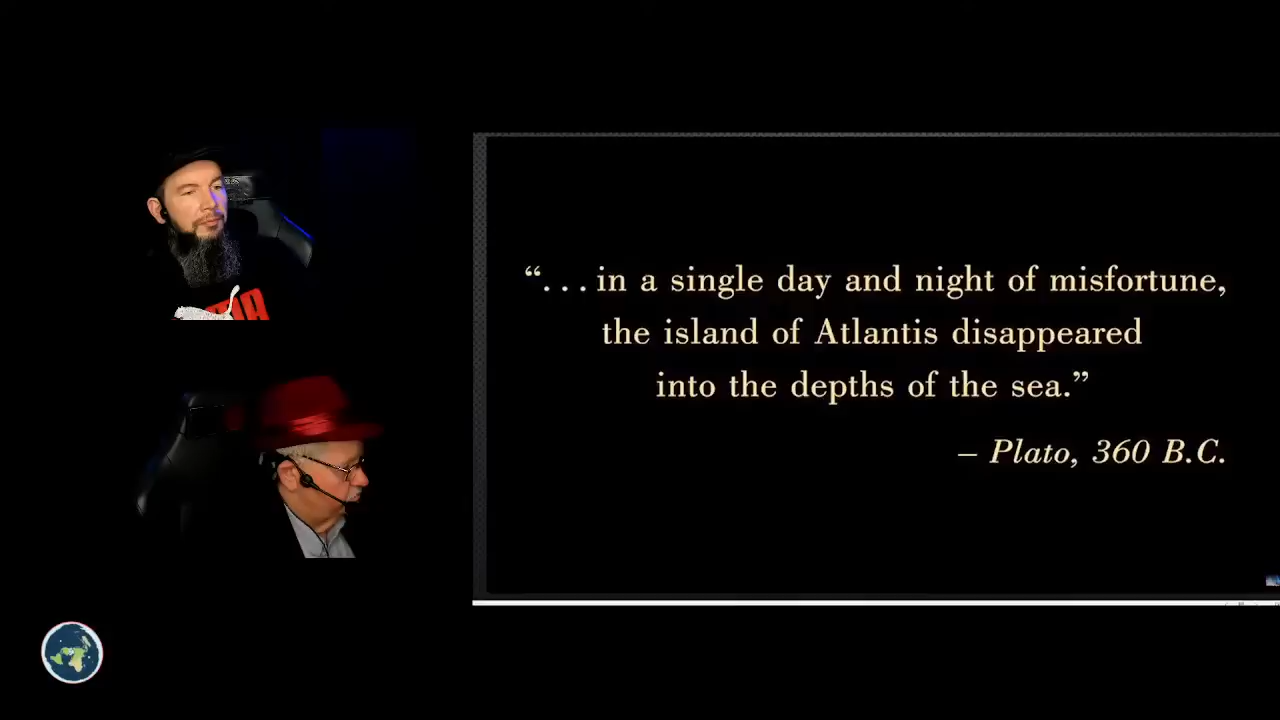 “. . . in a single day and night of misfortune,
the island of Atlantis disappeared
into the depths of the sea.”
– Plato, 360 B.C.